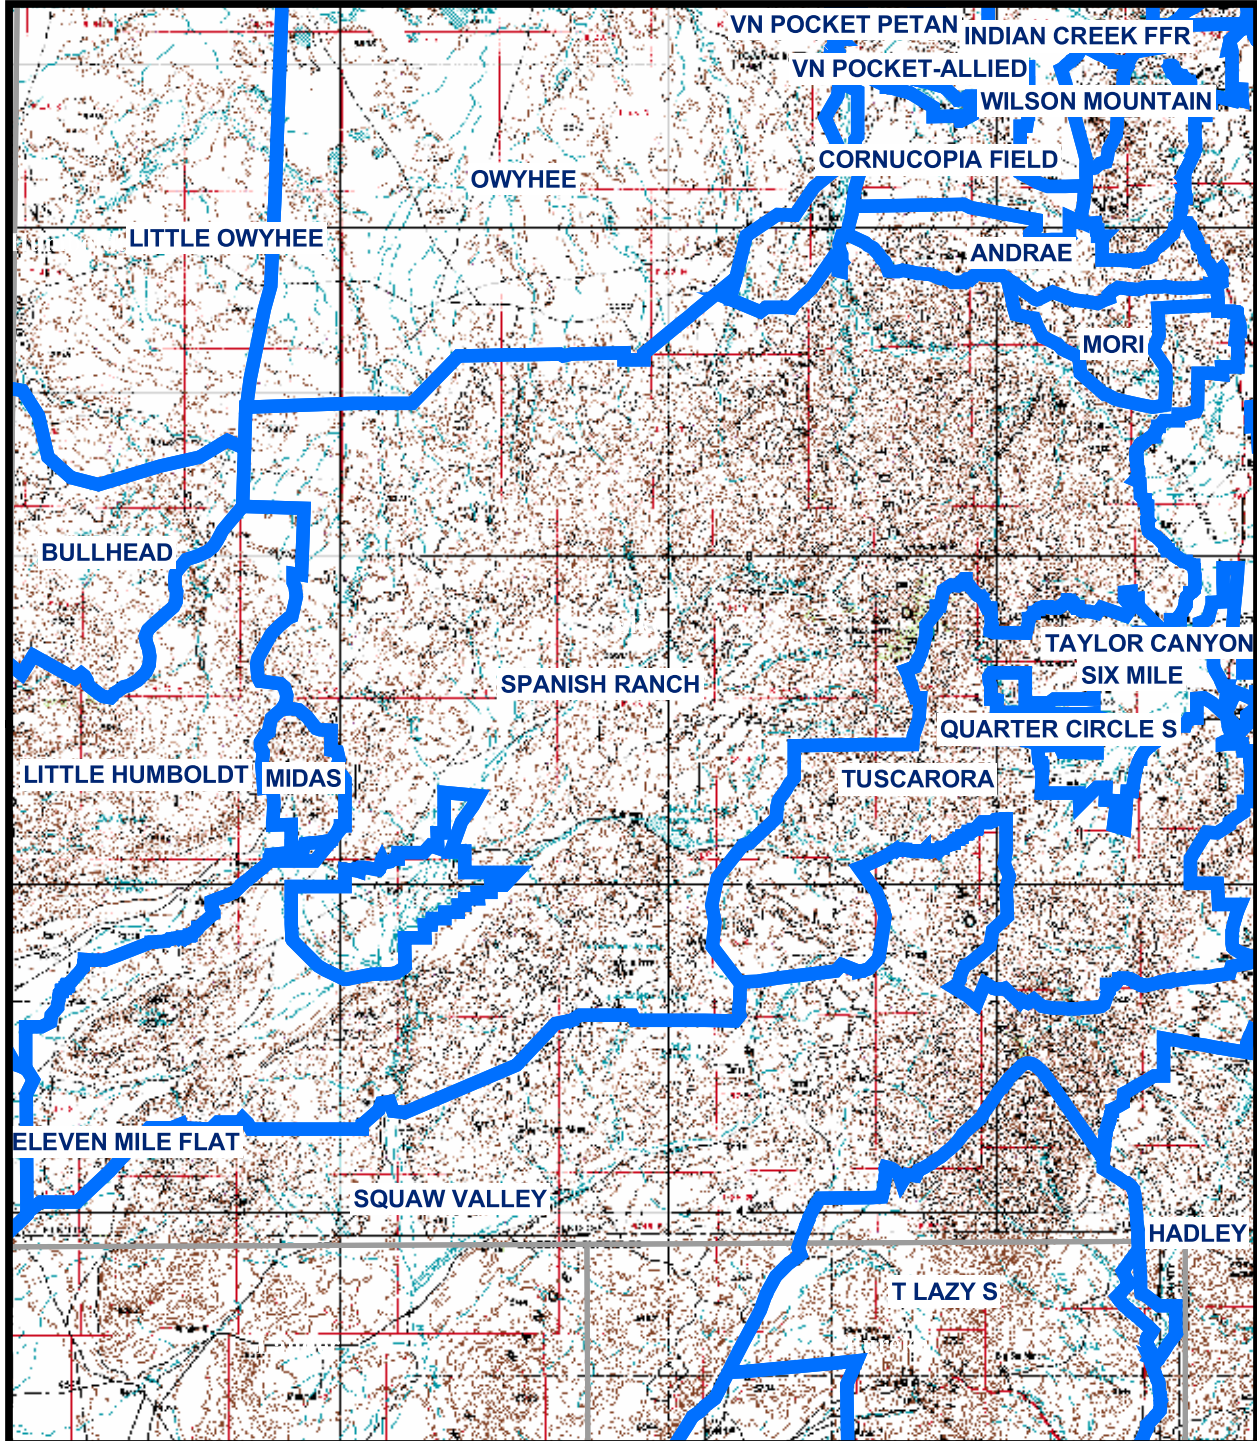 VN POCKET PETAN
INDIAN CREEK FFR
VN POCKET-ALLIED
WILSON MOUNTAIN
CORNUCOPIA FIELD
OWYHEE
LITTLE OWYHEE
ANDRAE
MORI
BULLHEAD
TAYLOR CANYON
SIX MILE
SPANISH RANCH
QUARTER CIRCLE S
LITTLE HUMBOLDT
MIDAS
TUSCARORA
ELEVEN MILE FLAT
SQUAW VALLEY
HADLEY
T LAZY S